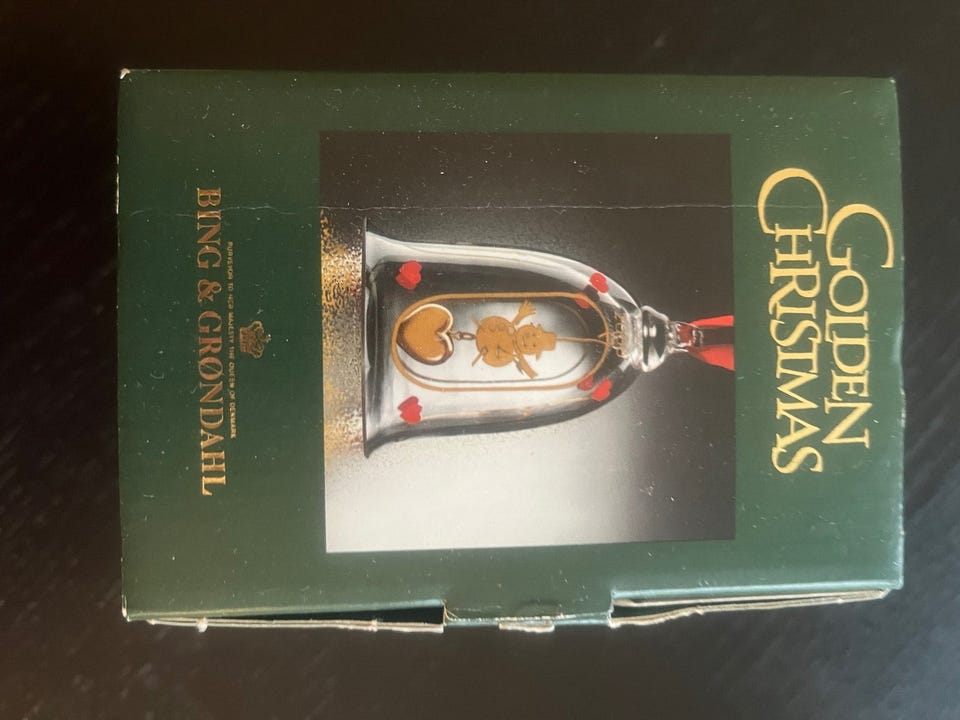 GOLDEN
CHRISTMAS
PURVEYOR TO HER MAJESTY THE QUEEN OF DENMARK
BING & GRØNDAHL